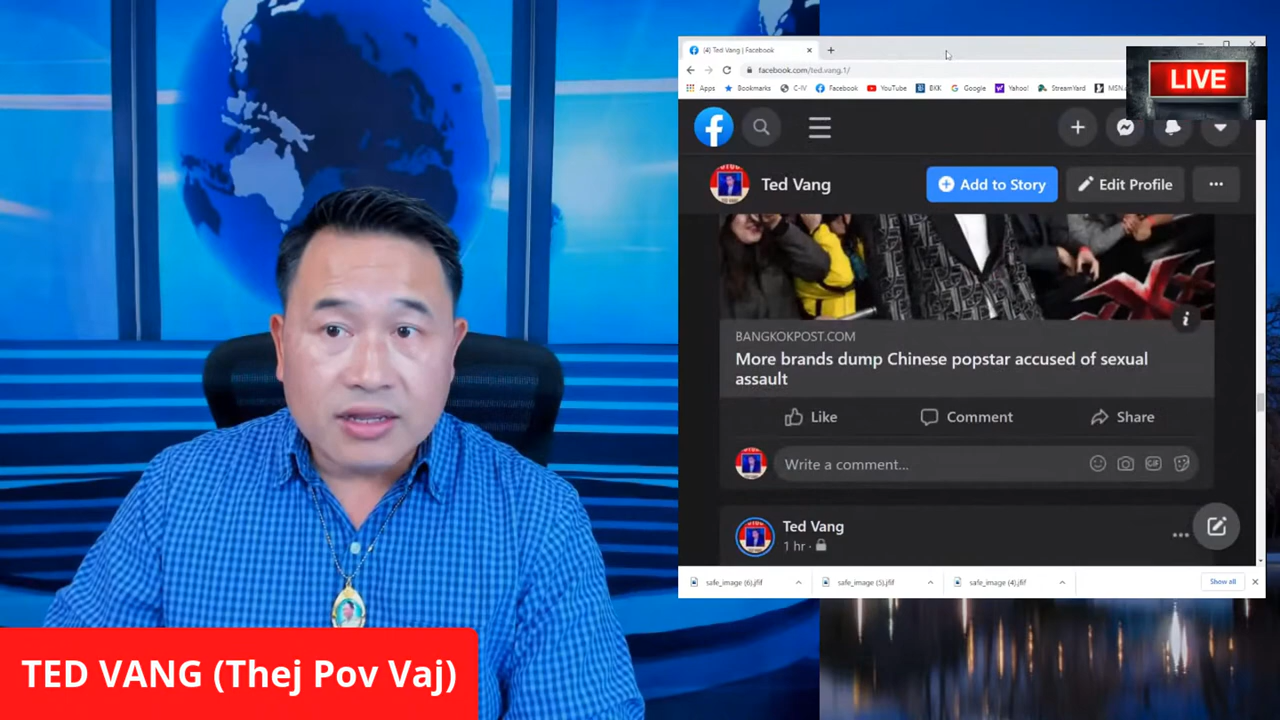 (4) Ted Vang | Facebook
facebook.com/ted.vang.1/
Apps Bookmarks C-IV Facebook YouTube BKK Google Yahoo! StreamYard
LIVE
Ted Vang
Add to Story
Edit Profile
BANGKOKPOST.COM
More brands dump Chinese popstar accused of sexual
assault
Like Comment Share
Write a comment...
GIF
Ted Vang
1 hr ·
safe_image (6).jfif safe_image (5).jfif safe_image (4).jfif Show all
TED VANG (Thej Pov Vaj)